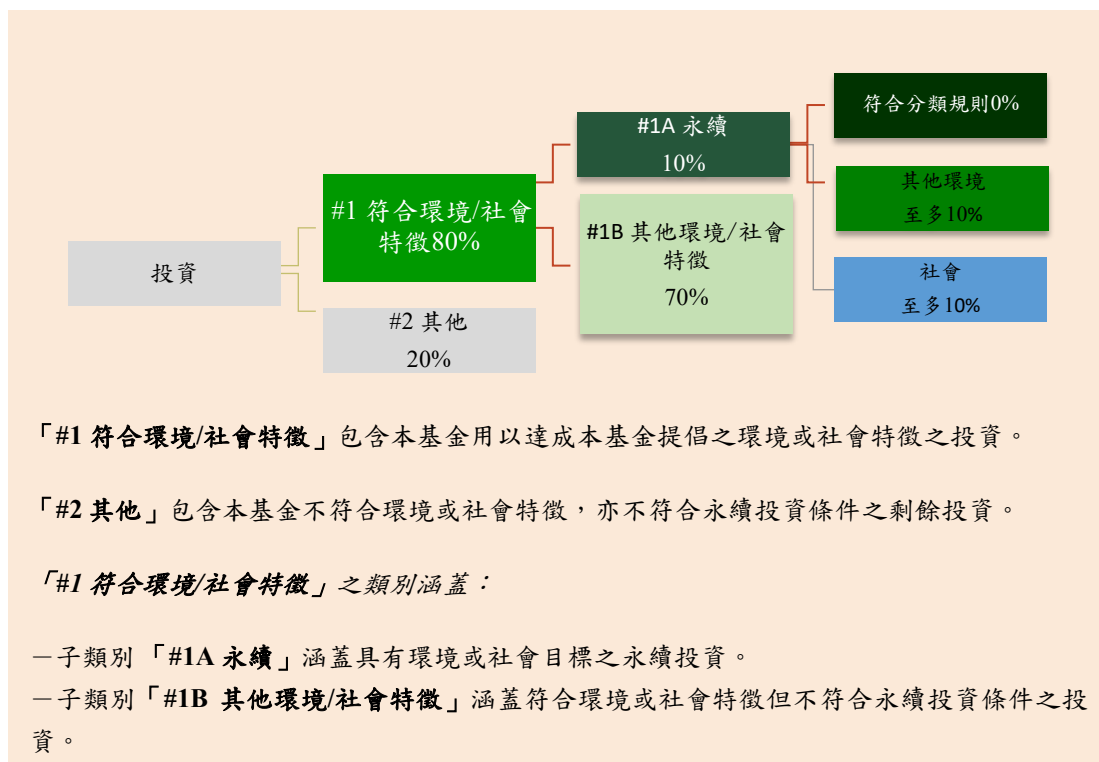 投資
#1 符合環境/社會
特徵80%
#2 其他
20%
#1A 永續
10%
#1B 其他環境/社會
特徵
70%
符合分類規則0%
其他環境
至多10%
社會
至多10%
「#1 符合環境/社會特徵」包含本基金用以達成本基金提倡之環境或社會特徵之投資。
「#2 其他」包含本基金不符合環境或社會特徵，亦不符合永續投資條件之剩餘投資。
「#1 符合環境/社會特徵」之類別涵蓋：
－子類別 「#1A 永續」涵蓋具有環境或社會目標之永續投資。
－子類別「#1B 其他環境/社會特徵」涵蓋符合環境或社會特徵但不符合永續投資條件之投
資。